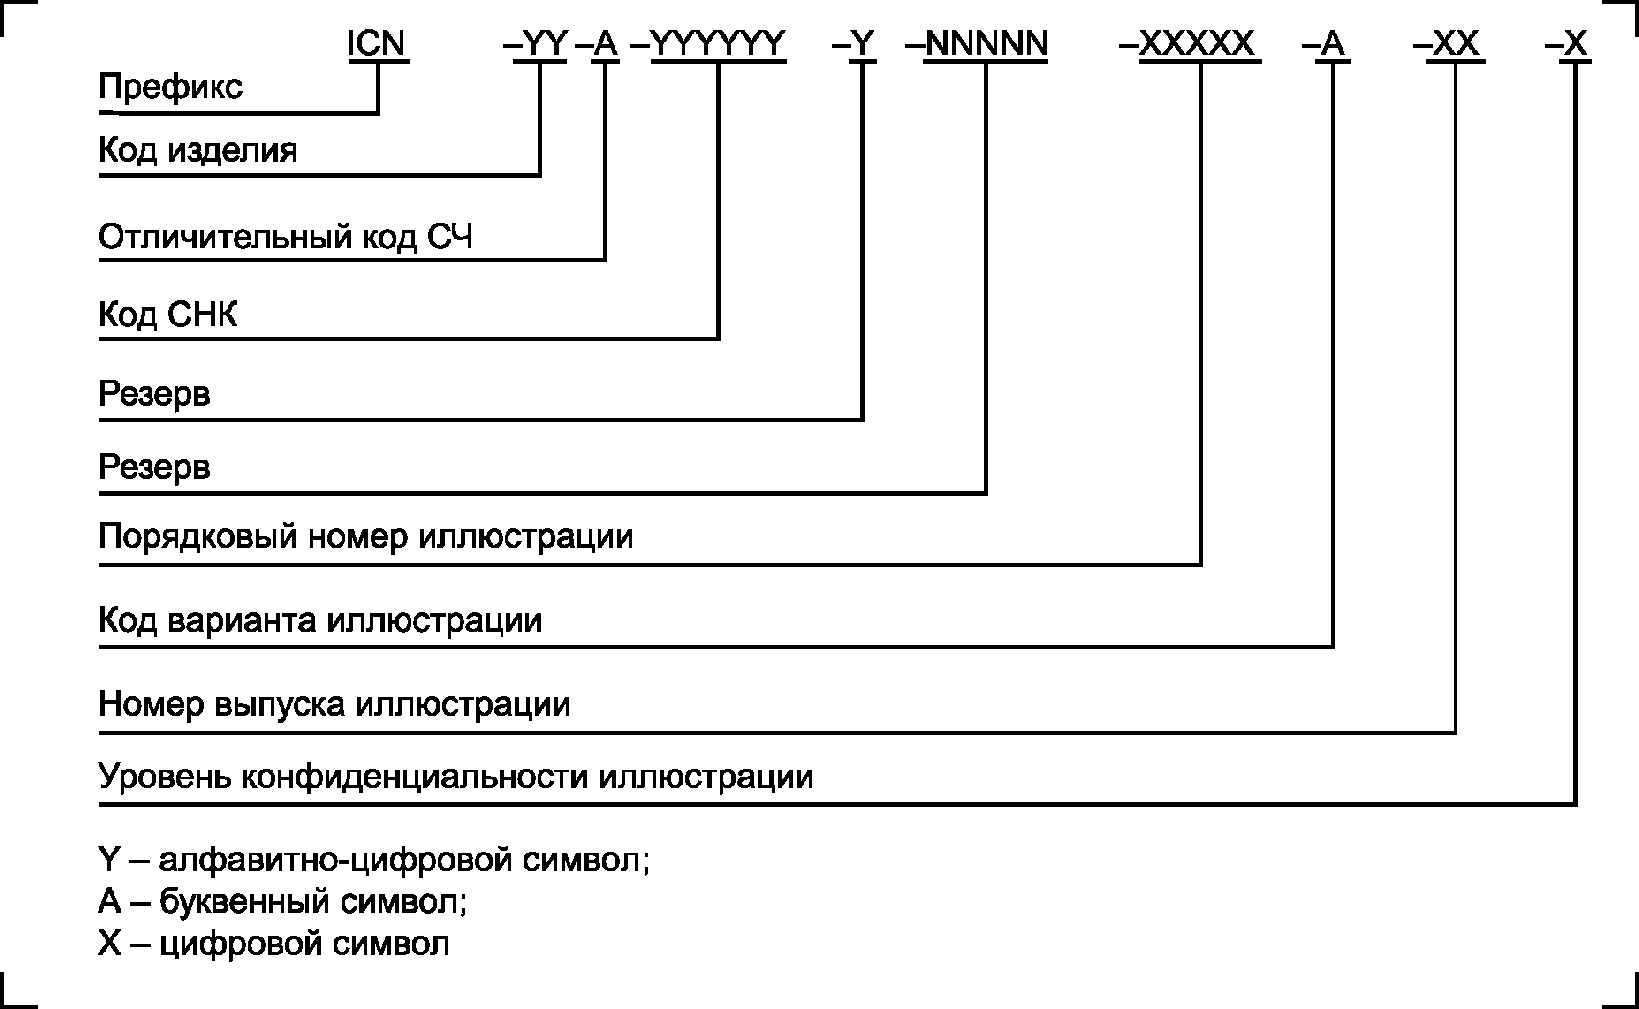 ICN –YY –A –YYYYYY –Y –NNNNN –XXXXX –A –XX –X
Префикс
Код изделия
Отличительный код СЧ
Код СНК
Резерв
Резерв
Порядковый номер иллюстрации
Код варианта иллюстрации
Номер выпуска иллюстрации
Уровень конфиденциальности иллюстрации
Y – алфавитно-цифровой символ;
А – буквенный символ;
X – цифровой символ